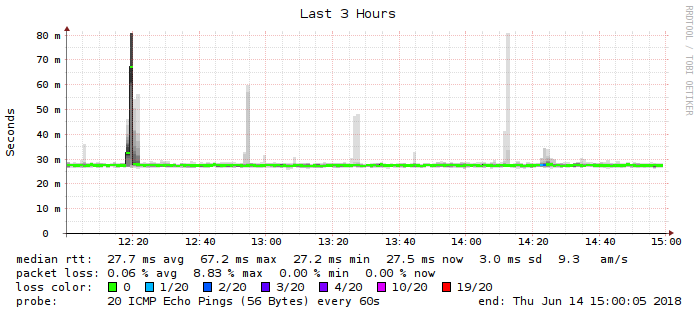 Last 3 Hours
RRDTOOL / TOBI OETIKER
Seconds
80 m
70 m
60 m
50 m
40 m
30 m
20 m
10 m
0
12:20 12:40 13:00 13:20 13:40 14:00 14:20 14:40 15:00
median rtt: 27.7 ms avg 67.2 ms max 27.2 ms min 27.5 ms now 3.0 ms sd 9.3 am/s
packet loss: 0.06 % avg 8.83 % max 0.00 % min 0.00 % now
loss color: 0 1/20 2/20 3/20 4/20 10/20 19/20
probe: 20 ICMP Echo Pings (56 Bytes) every 60s end: Thu Jun 14 15:00:05 2018